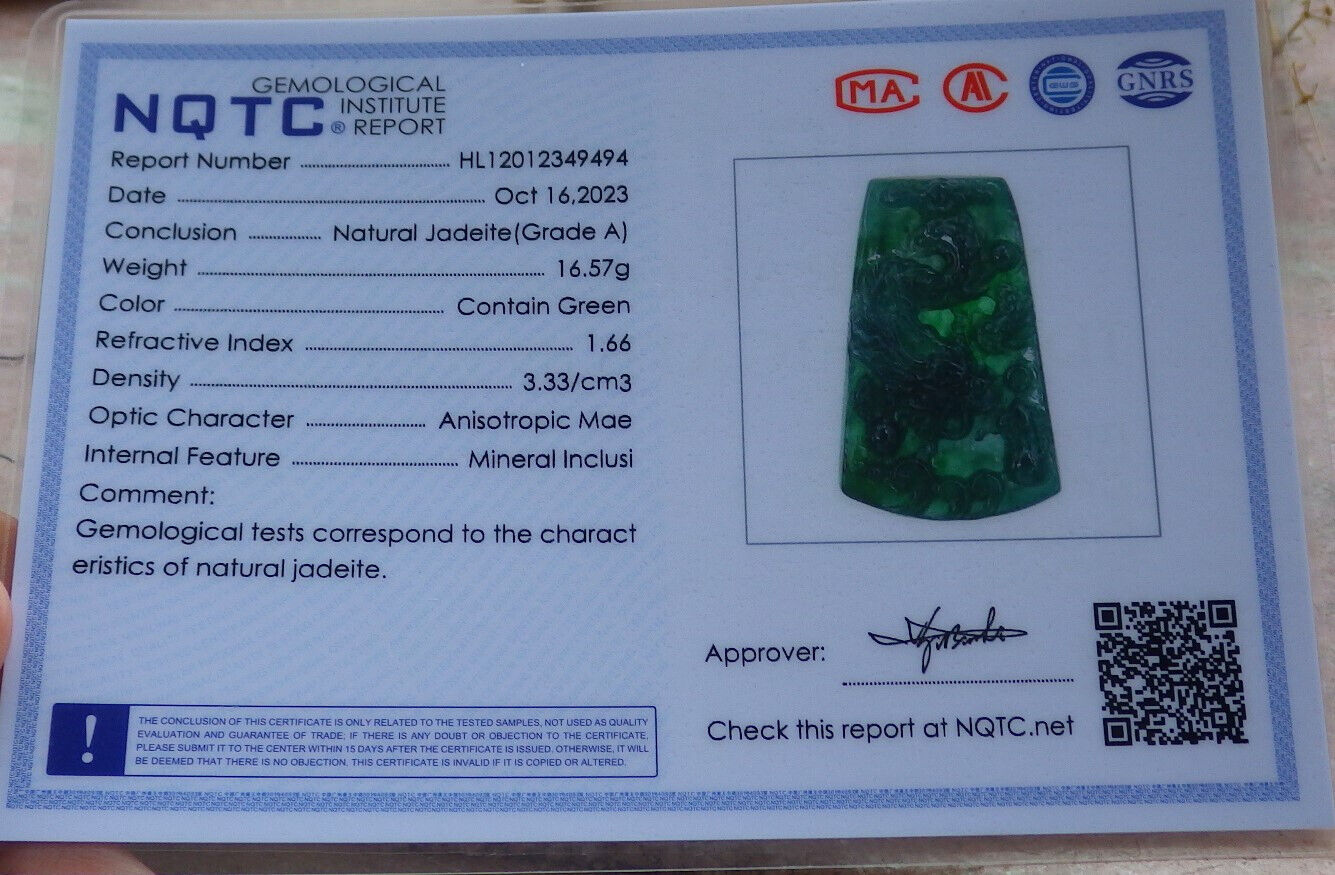 GEMOLOGICAL
NQTC® INSTITUTE
REPORT
Report Number ........ HL12012349494
Date ........ Oct 16,2023
Conclusion ........ Natural Jadeite(Grade A)
Weight ........ 16.57g
Color ........ Contain Green
Refractive Index ........ 1.66
Density ........ 3.33/cm3
Optic Character ........ Anisotropic Mae
Internal Feature ........ Mineral Inclusi
Comment:
Gemological tests correspond to the charact
eristics of natural jadeite.
! THE CONCLUSION OF THIS CERTIFICATE IS ONLY RELATED TO THE TESTED SAMPLES, NOT USED AS QUALITY
EVALUATION AND GUARANTEE OF TRADE; IF THERE IS ANY DOUBT OR OBJECTION TO THE CERTIFICATE,
PLEASE SUBMIT IT TO THE CENTER WITHIN 15 DAYS AFTER THE CERTIFICATE IS ISSUED. OTHERWISE, IT WILL
BE DEEMED THAT THERE IS NO OBJECTION. THIS CERTIFICATE IS INVALID IF IT IS COPIED OR ALTERED.
MA
GNRS
Approver:
Check this report at NQTC.net